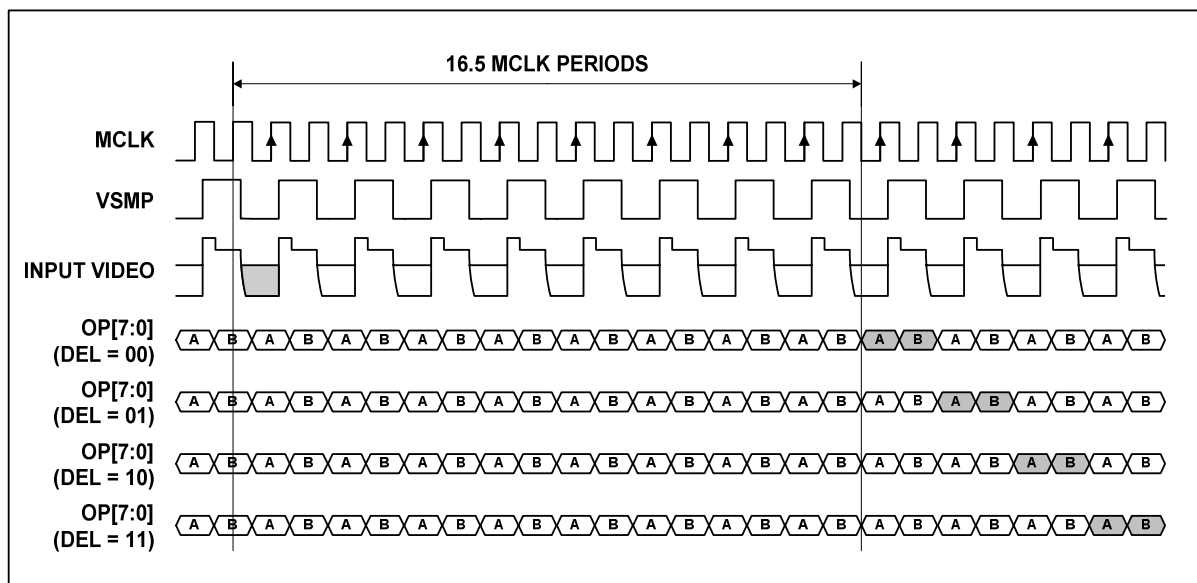 16.5 MCLK PERIODS
MCLK
VSMP
INPUT VIDEO
OP[7:0]
(DEL = 00)
A B A B A B A B A B A B A B A B A B A B A B A B A B
OP[7:0]
(DEL = 01)
A B A B A B A B A B A B A B A B A B A B A B A B A B
OP[7:0]
(DEL = 10)
A B A B A B A B A B A B A B A B A B A B A B A B A B
OP[7:0]
(DEL = 11)
A B A B A B A B A B A B A B A B A B A B A B A B A B